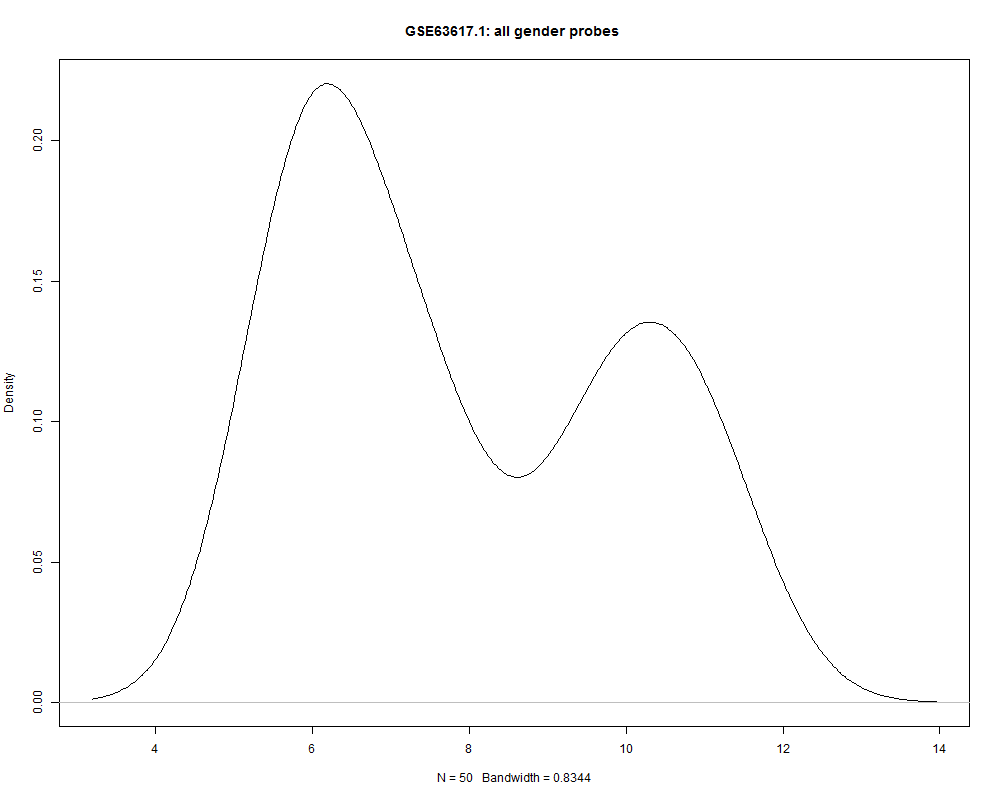 GSE63617.1: all gender probes
Density
0.20
0.15
0.10
0.05
0.00
4 6 8 10 12 14
N = 50 Bandwidth = 0.8344